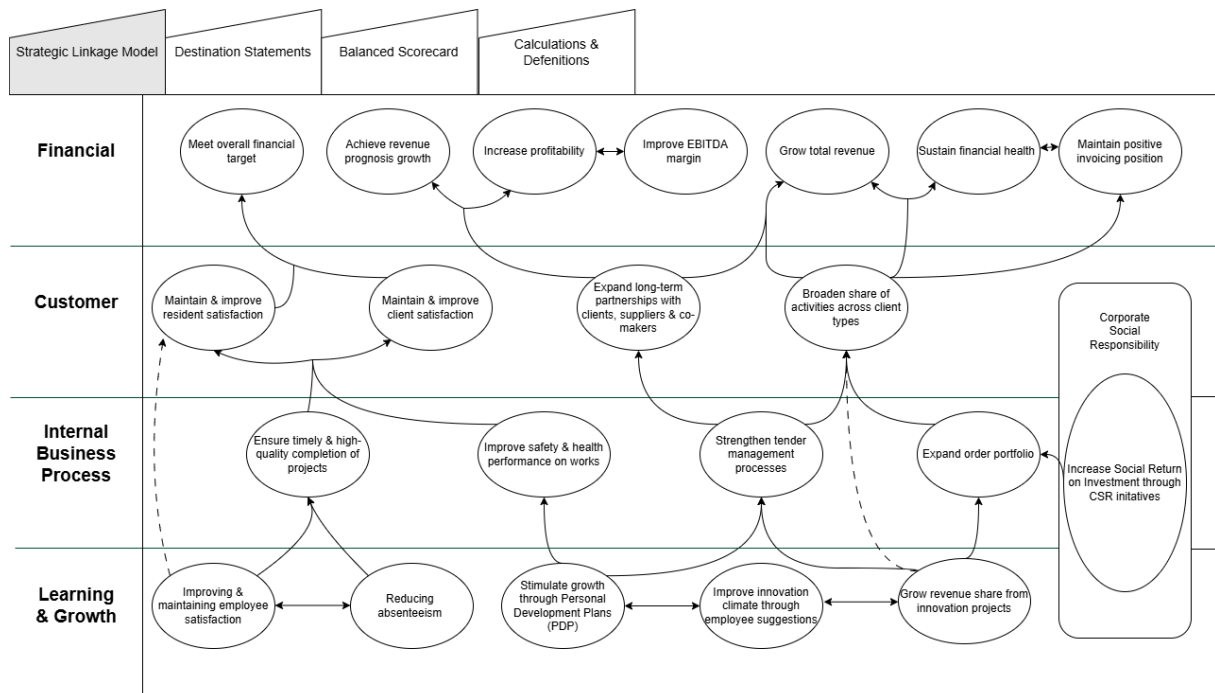 Strategic Linkage Model
Destination Statements
Balanced Scorecard
Calculations &
Defenitions
Financial
Meet overall financial
target
Achieve revenue
prognosis growth
Increase profitability
Improve EBITDA
margin
Grow total revenue
Sustain financial health
Maintain positive
invoicing position
Customer
Maintain & improve
resident satisfaction
Maintain & improve
client satisfaction
Expand long-term
partnerships with
clients, suppliers & co-
makers
Broaden share of
activities across client
types
Corporate
Social
Responsibility
Internal
Business
Process
Ensure timely & high-
quality completion of
projects
Improve safety & health
performance on works
Strengthen tender
management
processes
Expand order portfolio
Increase Social Return
on Investment through
CSR initatives
Learning
& Growth
Improving &
maintaining employee
satisfaction
Reducing
absenteeism
Stimulate growth
through Personal
Development Plans
(PDP)
Improve innovation
climate through
employee suggestions
Grow revenue share from
innovation projects